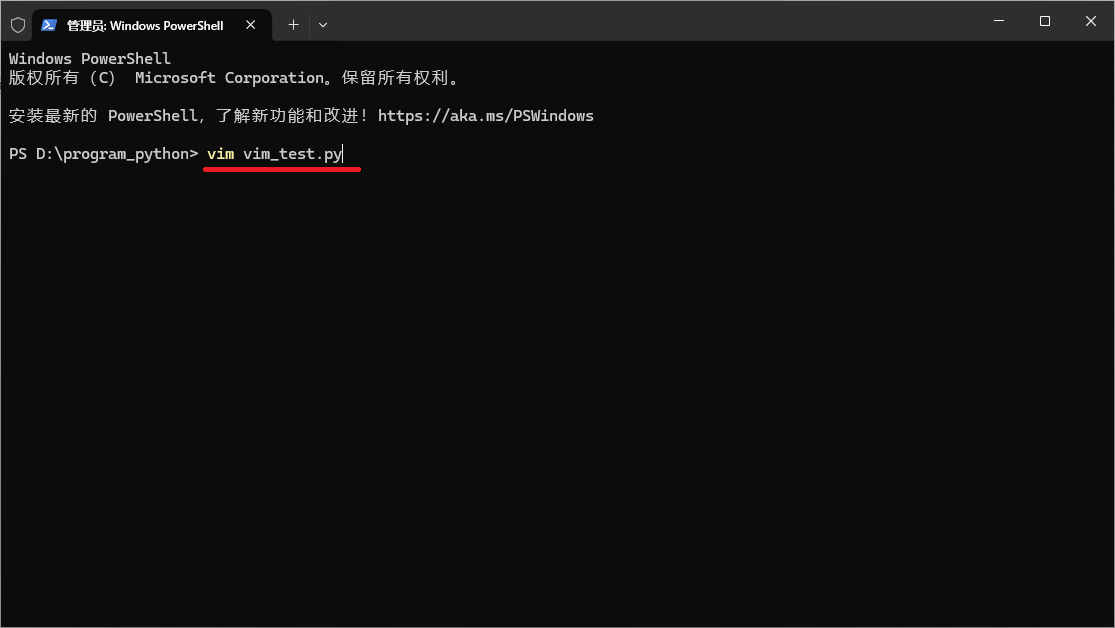 管理员: Windows PowerShell
Windows PowerShell
版权所有（C） Microsoft Corporation。保留所有权利。
安装最新的 PowerShell，了解新功能和改进！https://aka.ms/PSWindows
PS D:\program_python> vim vim_test.py